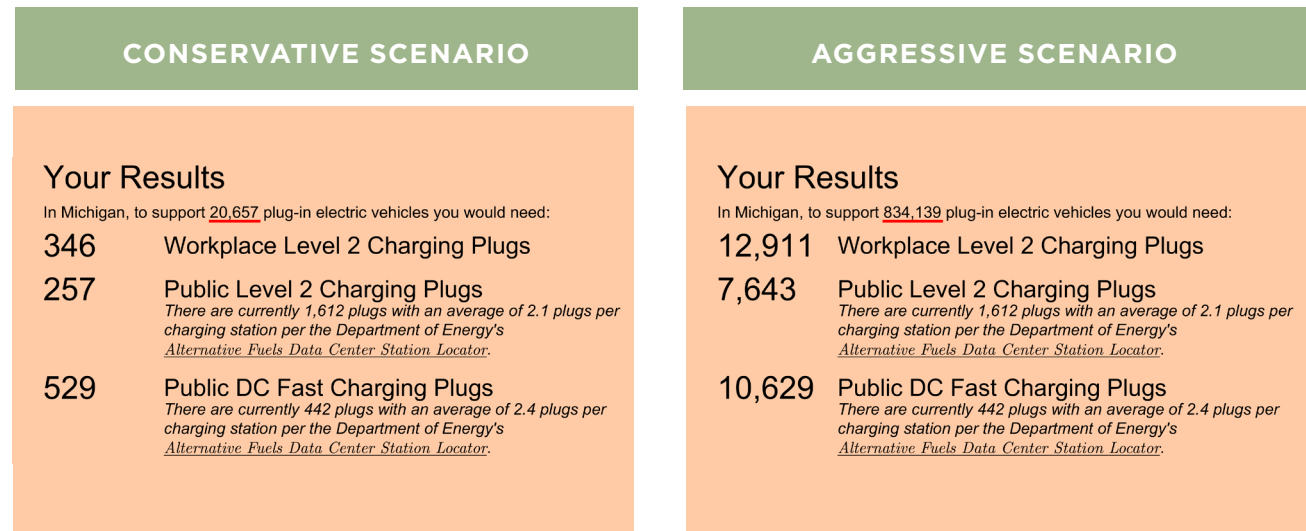 CONSERVATIVE SCENARIO
Your Results
In Michigan, to support 20,657 plug-in electric vehicles you would need:
346 Workplace Level 2 Charging Plugs
257 Public Level 2 Charging Plugs
There are currently 1,612 plugs with an average of 2.1 plugs per
charging station per the Department of Energy's
Alternative Fuels Data Center Station Locator.
529 Public DC Fast Charging Plugs
There are currently 442 plugs with an average of 2.4 plugs per
charging station per the Department of Energy's
Alternative Fuels Data Center Station Locator.
AGGRESSIVE SCENARIO
Your Results
In Michigan, to support 834,139 plug-in electric vehicles you would need:
12,911 Workplace Level 2 Charging Plugs
7,643 Public Level 2 Charging Plugs
There are currently 1,612 plugs with an average of 2.1 plugs per
charging station per the Department of Energy's
Alternative Fuels Data Center Station Locator.
10,629 Public DC Fast Charging Plugs
There are currently 442 plugs with an average of 2.4 plugs per
charging station per the Department of Energy's
Alternative Fuels Data Center Station Locator.